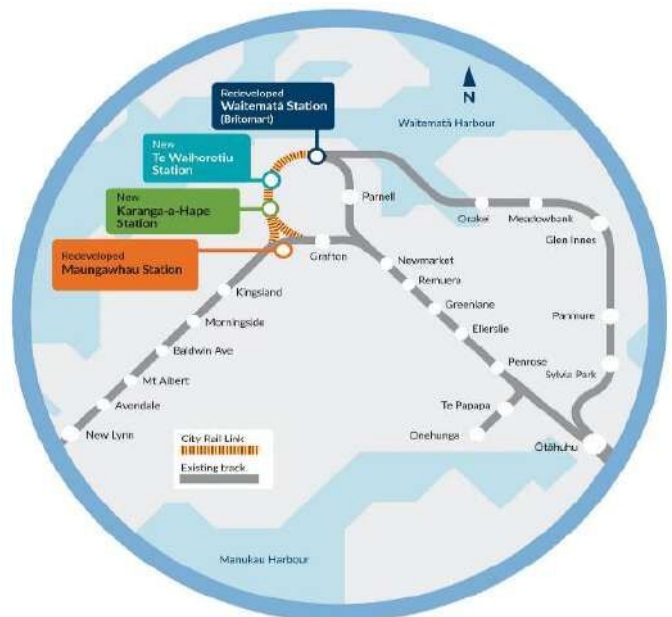 Redeveloped
Waitematā Station
(Britomart)
N
Waitematā Harbour
New
Te Waihorotiu
Station
New
Karanga-a-Hape
Station
Redeveloped
Maungawhau Station
Parnell
Orakei
Meadowbank
Glen Innes
Grafton
Newmarket
Remuera
Greenlane
Ellerslie
Penrose
Panmure
Sylvia Park
Kingsland
Morningside
Baldwin Ave
Mt Albert
Avondale
New Lynn
Te Papapa
Onehunga
Ōtāhuhu
City Rail Link
Existing track
Manukau Harbour